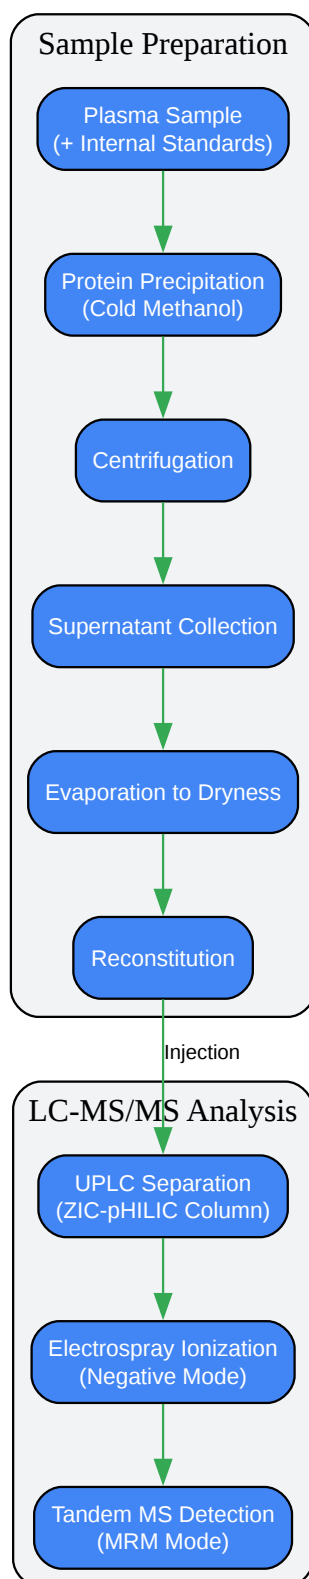 Sample Preparation
Plasma Sample
(+ Internal Standards)
Protein Precipitation
(Cold Methanol)
Centrifugation
Supernatant Collection
Evaporation to Dryness
Reconstitution
Injection
LC-MS/MS Analysis
UPLC Separation
(ZIC-pHILIC Column)
Electrospray Ionization
(Negative Mode)
Tandem MS Detection
(MRM Mode)